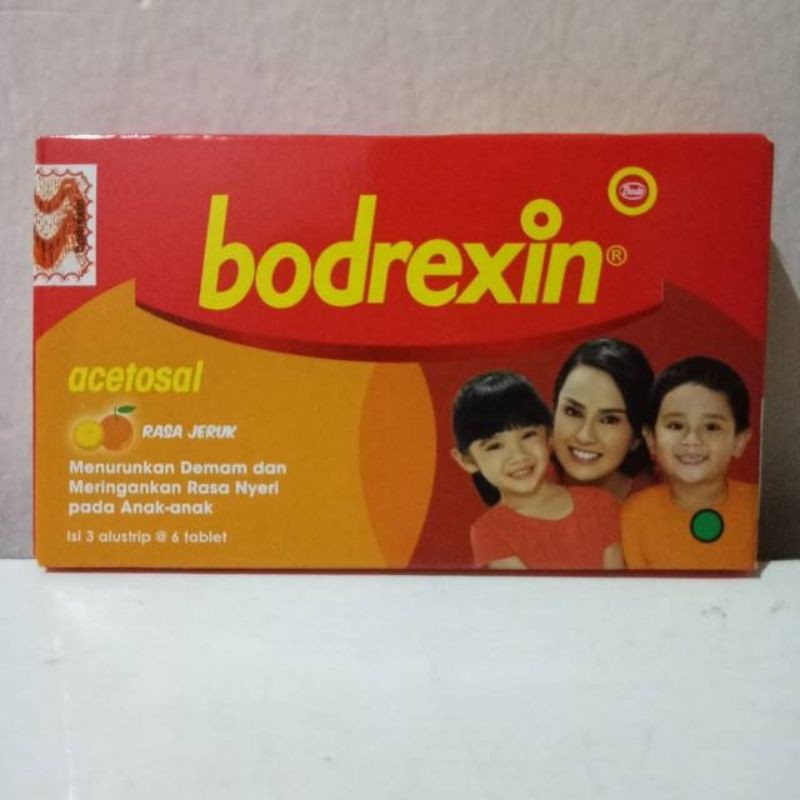 bodrexin®
acetosal
RASA JERUK
Menurunkan Demam dan
Meringankan Rasa Nyeri
pada Anak-anak
Isi 3 alustrip @ 6 tablet